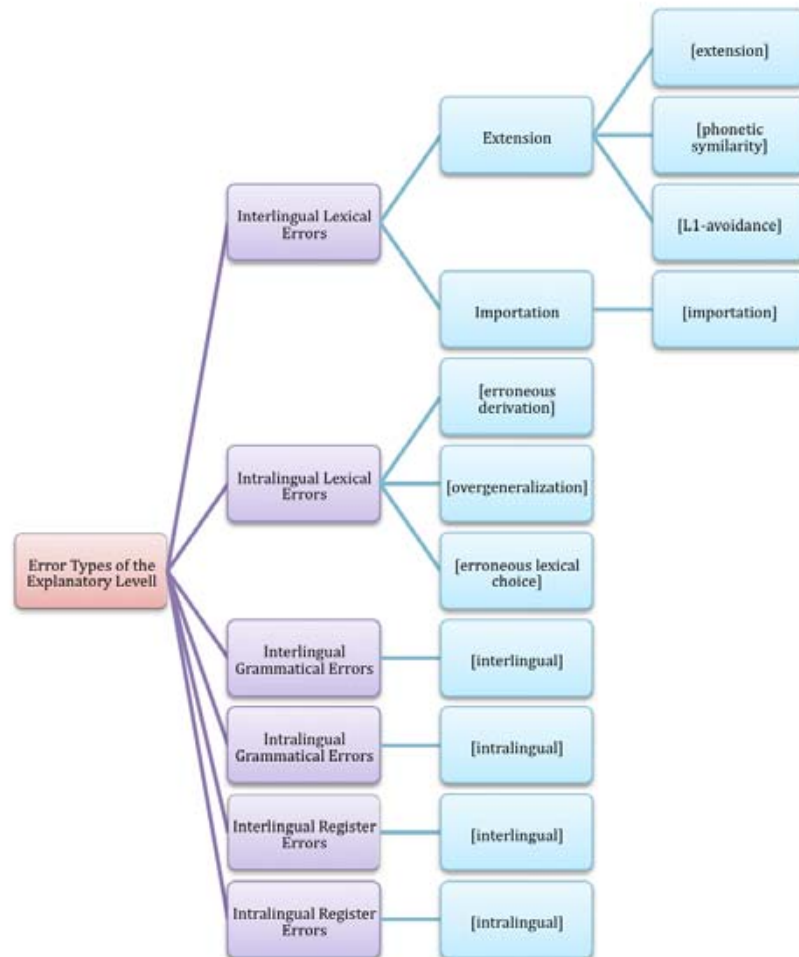 [extension]
Extension
[phonetic
symilarity]
Interlingual Lexical
Errors
[L1-avoidance]
Importation
[importation]
[erroneous
derivation]
Intralingual Lexical
Errors
[overgeneralization]
Error Types of the
Explanatory Levell
[erroneous lexical
choice]
Interlingual
Grammatical Errors
[interlingual]
Intralingual
Grammatical Errors
[intralingual]
Interlingual Register
Errors
[interlingual]
Intralingual Register
Errors
[intralingual]